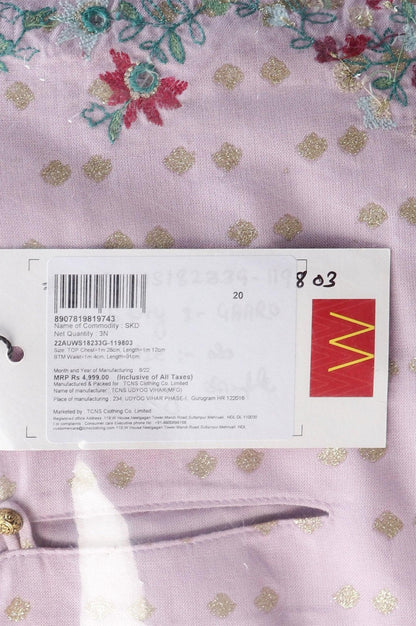 8907819819743
Name of Commodity : SKD
Net Quantity : 3N
20
22AUWS18233G-119803
Size: TOP Chest=1m 28cm, Length=1m 12cm
BTM Waist=1m 4cm, Length=91cm
Month and Year of Manufacturing : 8/22
MRP Rs 4,999.00 (Inclusive of All Taxes)
Manufactured & Packed for : TCNS Clothing Co. Limited
Name of manufacturer : TCNS UDYOG VIHAR(MFG)
Place of manufacturing : 234, UDYOG VIHAR PHASE-I, Gurugram HR 122016
Marketed by : TCNS Clothing Co. Limited
803
W